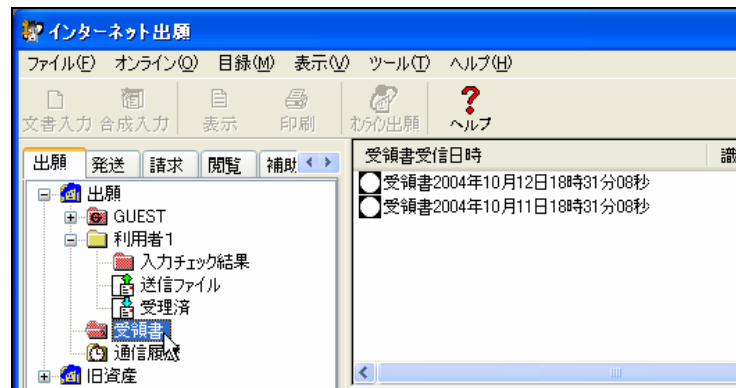 インターネット出願
ファイル(F) オンライン(O) 目録(M) 表示(V) ツール(T) ヘルプ(H)
文書入力 合成入力 表示 印刷 オンライン出願 ヘルプ
出願 発送 請求 閲覧 補助
受領書受信日時 識
出願
受領書2004年10月12日18時31分08秒
GUEST
受領書2004年10月11日18時31分08秒
利用者1
入力チェック結果
送信ファイル
受理済
受領書
通信履歴
旧資産